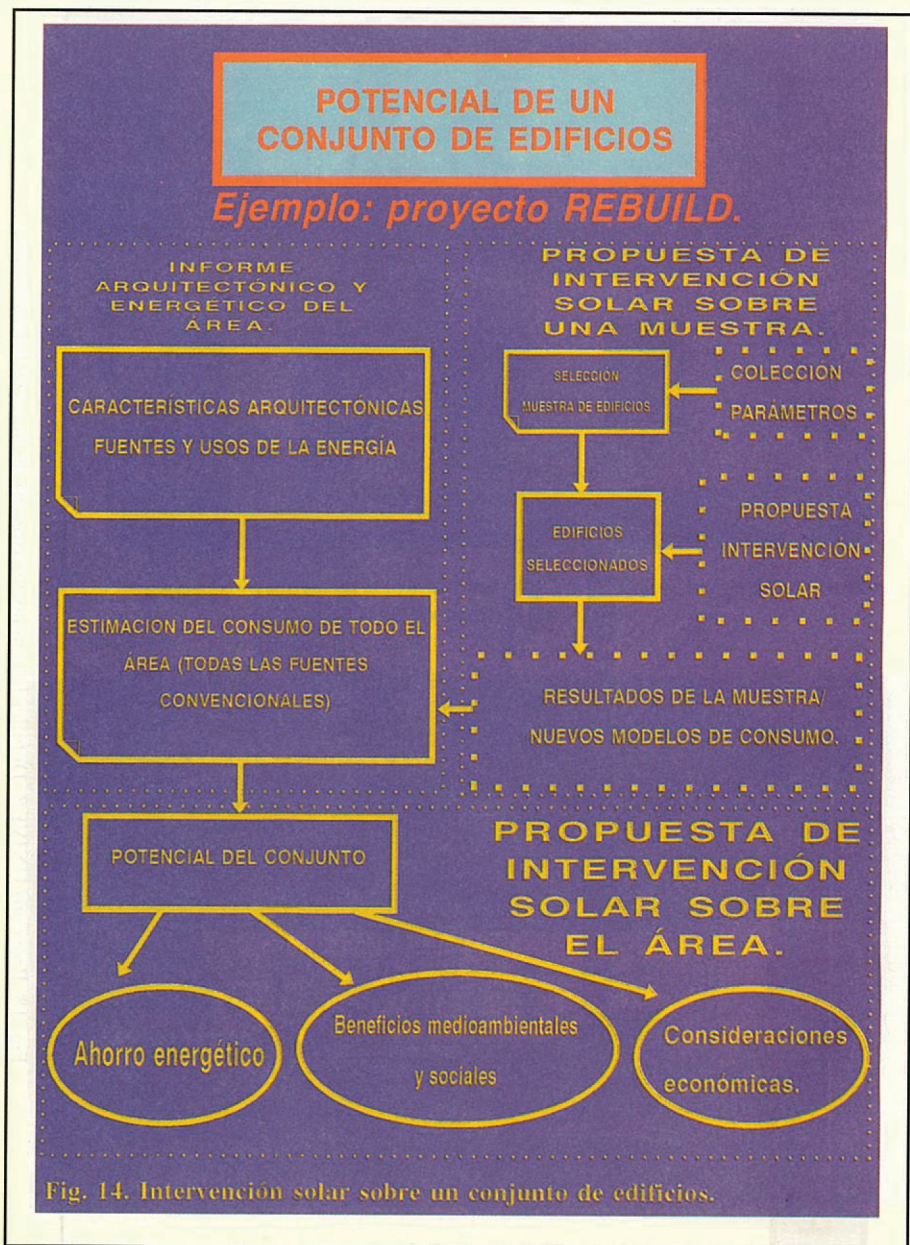 POTENCIAL DE UN
CONJUNTO DE EDIFICIOS
Ejemplo: proyecto REBUILD.
INFORME
ARQUITECTÓNICO Y
ENERGÉTICO DEL
ÁREA.
CARACTERÍSTICAS ARQUITECTÓNICAS
FUENTES Y USOS DE LA ENERGÍA
ESTIMACION DEL CONSUMO DE TODO EL
ÁREA (TODAS LAS FUENTES
CONVENCIONALES)
PROPUESTA DE
INTERVENCIÓN
SOLAR SOBRE
UNA MUESTRA.
SELECCIÓN
MUESTRA DE EDIFICIOS
COLECCIÓN
PARÁMETROS
EDIFICIOS
SELECCIONADOS
PROPUESTA
INTERVENCIÓN
SOLAR
RESULTADOS DE LA MUESTRA/
NUEVOS MODELOS DE CONSUMO.
POTENCIAL DEL CONJUNTO
PROPUESTA DE
INTERVENCIÓN
SOLAR SOBRE
EL ÁREA.
Ahorro energético
Beneficios medioambientales
y sociales
Consideraciones
económicas.
Fig. 14. Intervención solar sobre un conjunto de edificios.